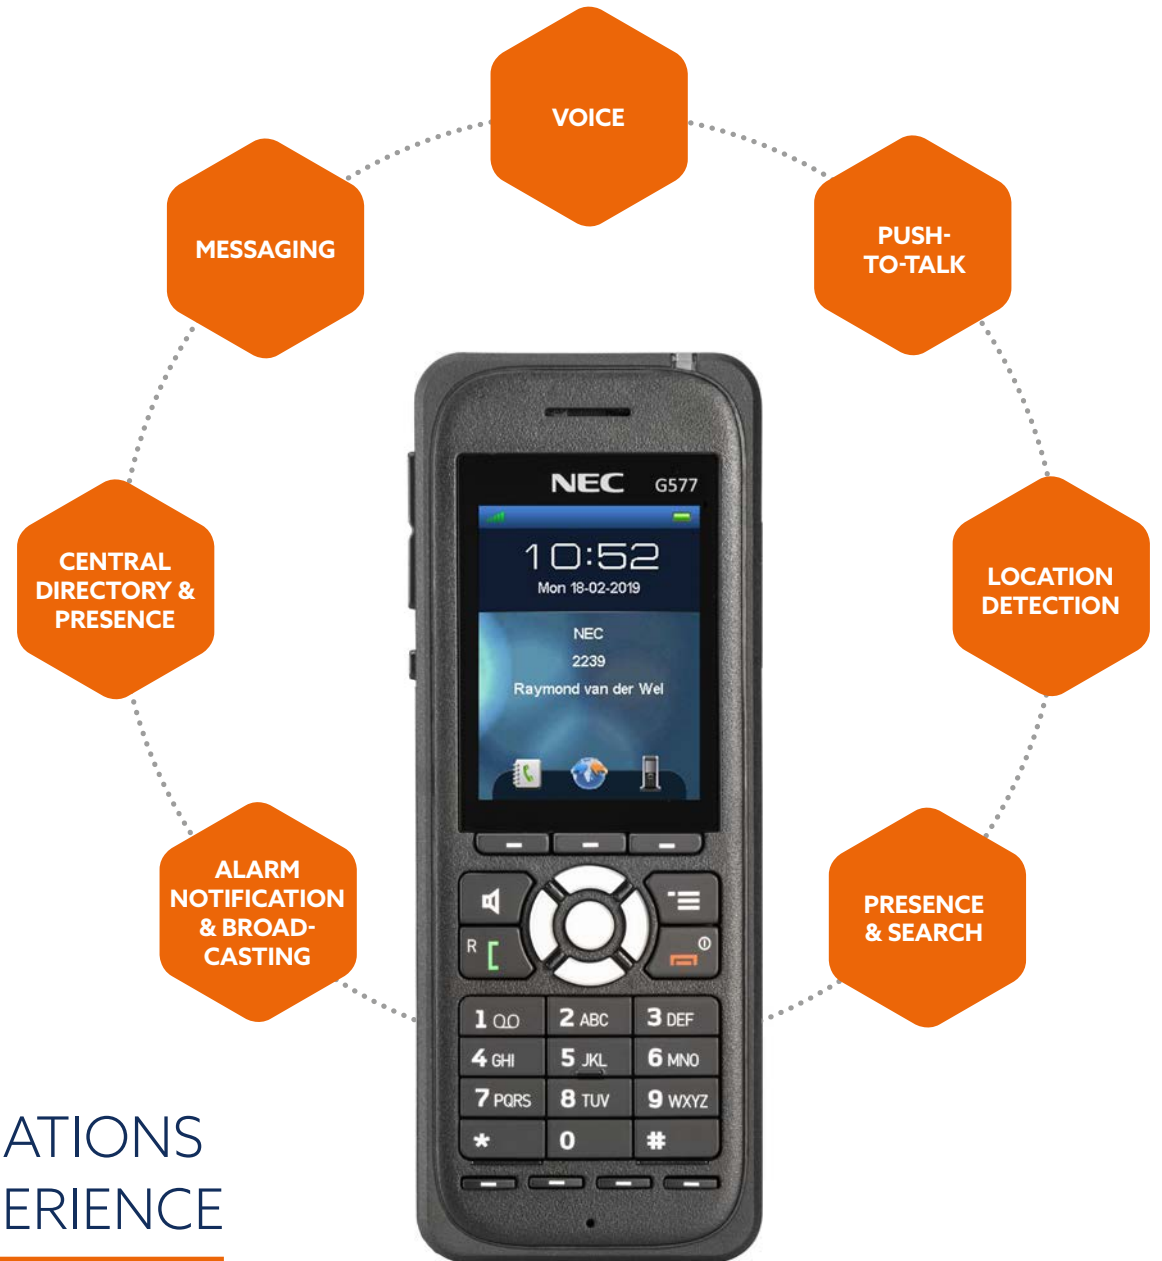 VOICE
MESSAGING
PUSH-
TO-TALK
NEC G577
10:52
Mon 18-02-2019
NEC
2239
Raymond van der Wel
CENTRAL
DIRECTORY &
PRESENCE
LOCATION
DETECTION
ALARM
NOTIFICATION
& BROAD-
CASTING
PRESENCE
& SEARCH
R
1
2 ABC
3 DEF
4 GHI
5 JKL
6 MNO
7 PQRS
8 TUV
9 WXYZ
* 0 #
ATIONS
ERIENCE